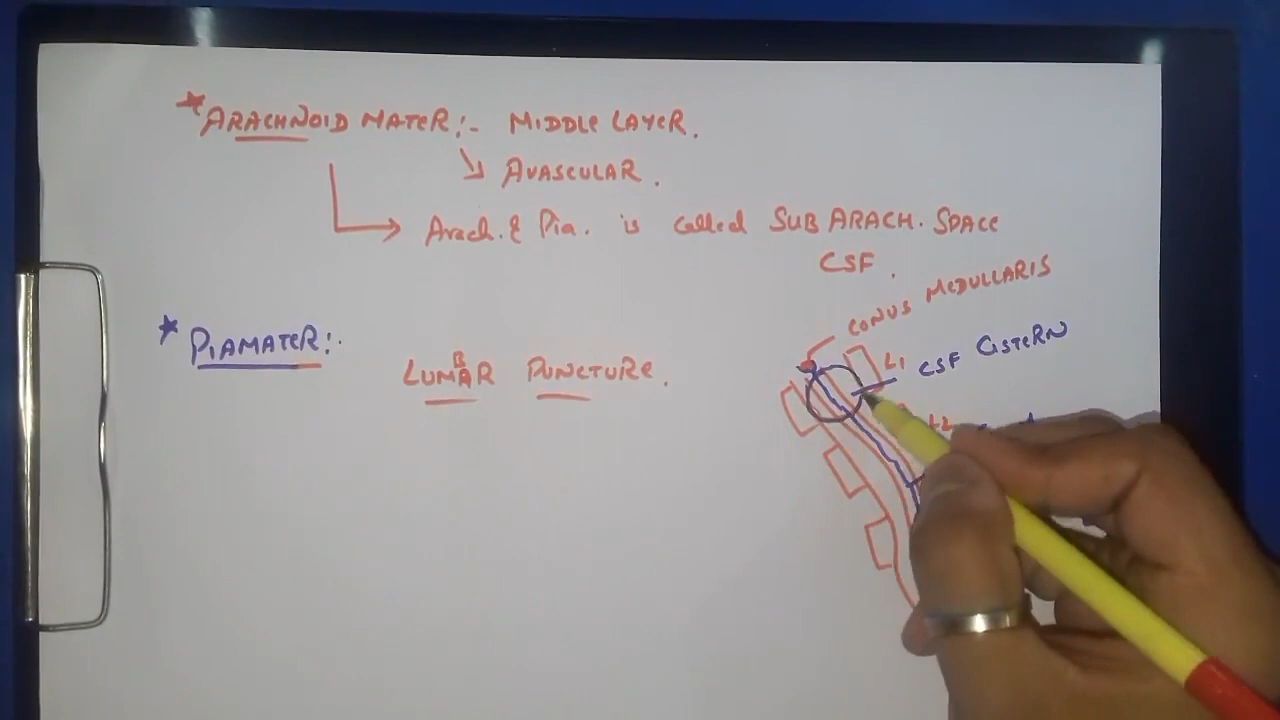 *ARACHNOID MATER:- MIDDLE LAYER.
AVASCULAR.
Arach. & Pia. is called SUB ARACH. SPACE
CSF.
CONUS MEDULLARIS
*PIAMATER:-
LUMBAR PUNCTURE.
L1 CSF CISTERN
L2